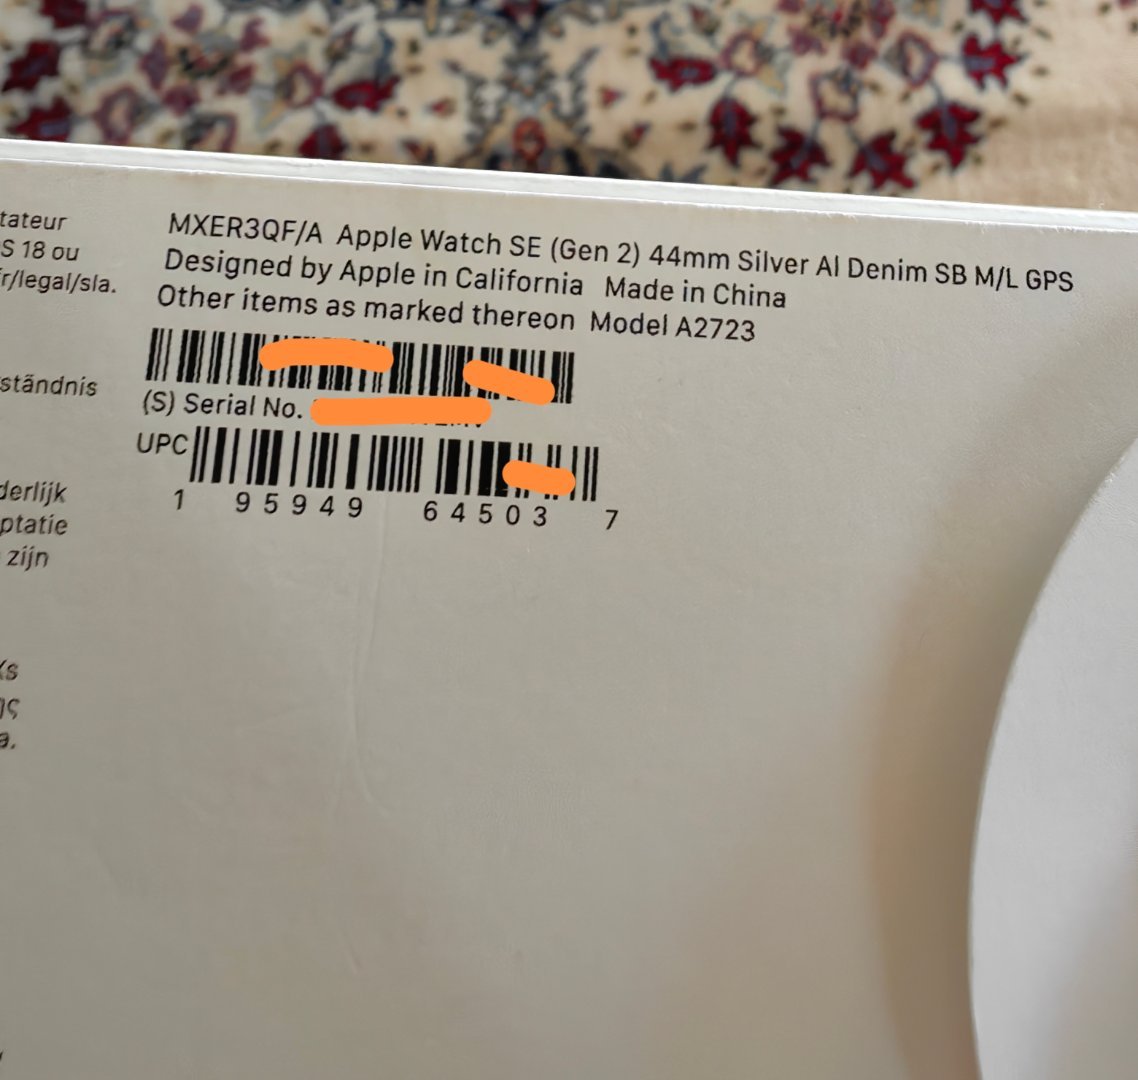 tateur
S 18 ou
r/legal/sla.
ständnis
derlijk
ptatie
zijn
a.
MXER3QF/A Apple Watch SE (Gen 2) 44mm Silver Al Denim SB M/L GPS
Designed by Apple in California Made in China
Other items as marked thereon Model A2723
(S) Serial No.
UPC
1 95949 64503 7